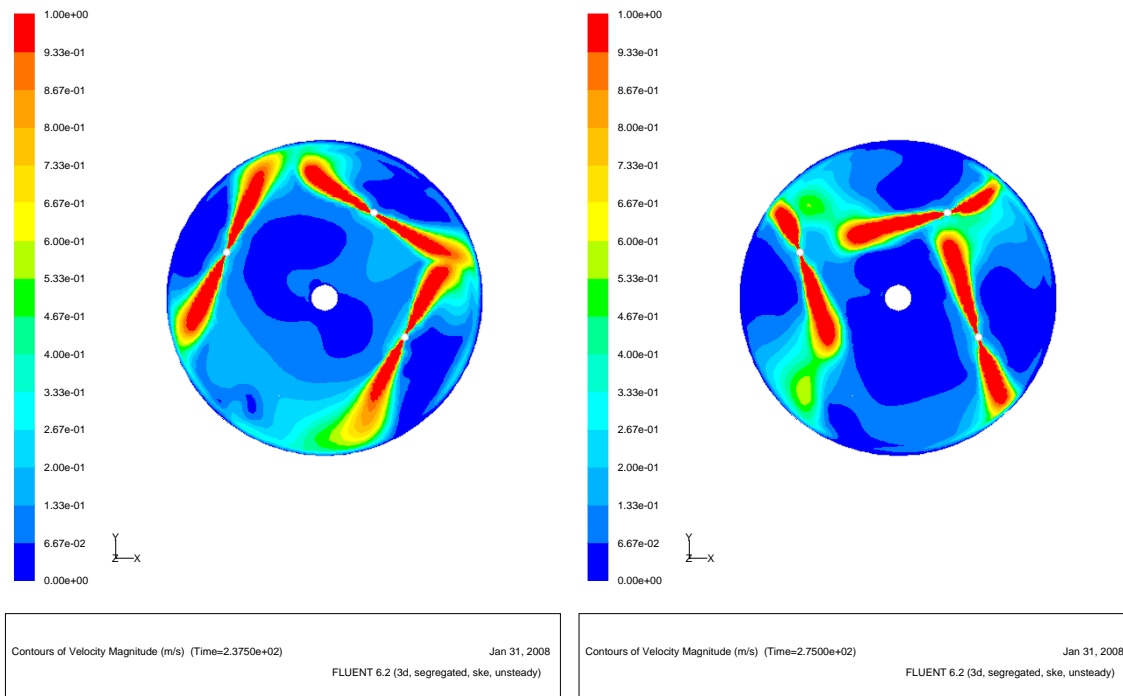 1.00e+00
9.33e-01
8.67e-01
8.00e-01
7.33e-01
6.67e-01
6.00e-01
5.33e-01
4.67e-01
4.00e-01
3.33e-01
2.67e-01
2.00e-01
1.33e-01
6.67e-02
0.00e+00
Y
Z X
Contours of Velocity Magnitude (m/s) (Time=2.3750e+02) Jan 31, 2008
FLUENT 6.2 (3d, segregated, ske, unsteady)
1.00e+00
9.33e-01
8.67e-01
8.00e-01
7.33e-01
6.67e-01
6.00e-01
5.33e-01
4.67e-01
4.00e-01
3.33e-01
2.67e-01
2.00e-01
1.33e-01
6.67e-02
0.00e+00
Y
Z X
Contours of Velocity Magnitude (m/s) (Time=2.7500e+02) Jan 31, 2008
FLUENT 6.2 (3d, segregated, ske, unsteady)